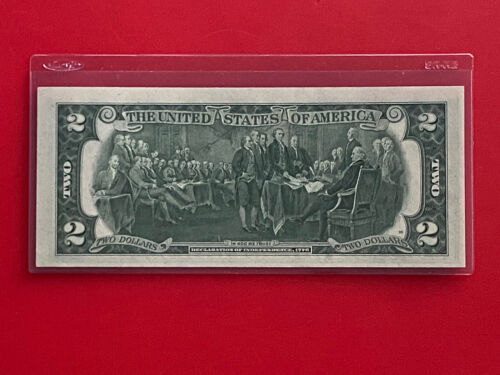 THE UNITED STATES OF AMERICA
2
2
TWO
TWO
2
2
TWO DOLLARS
TWO DOLLARS
IN GOD WE TRUST
DECLARATION OF INDEPENDENCE, 1776